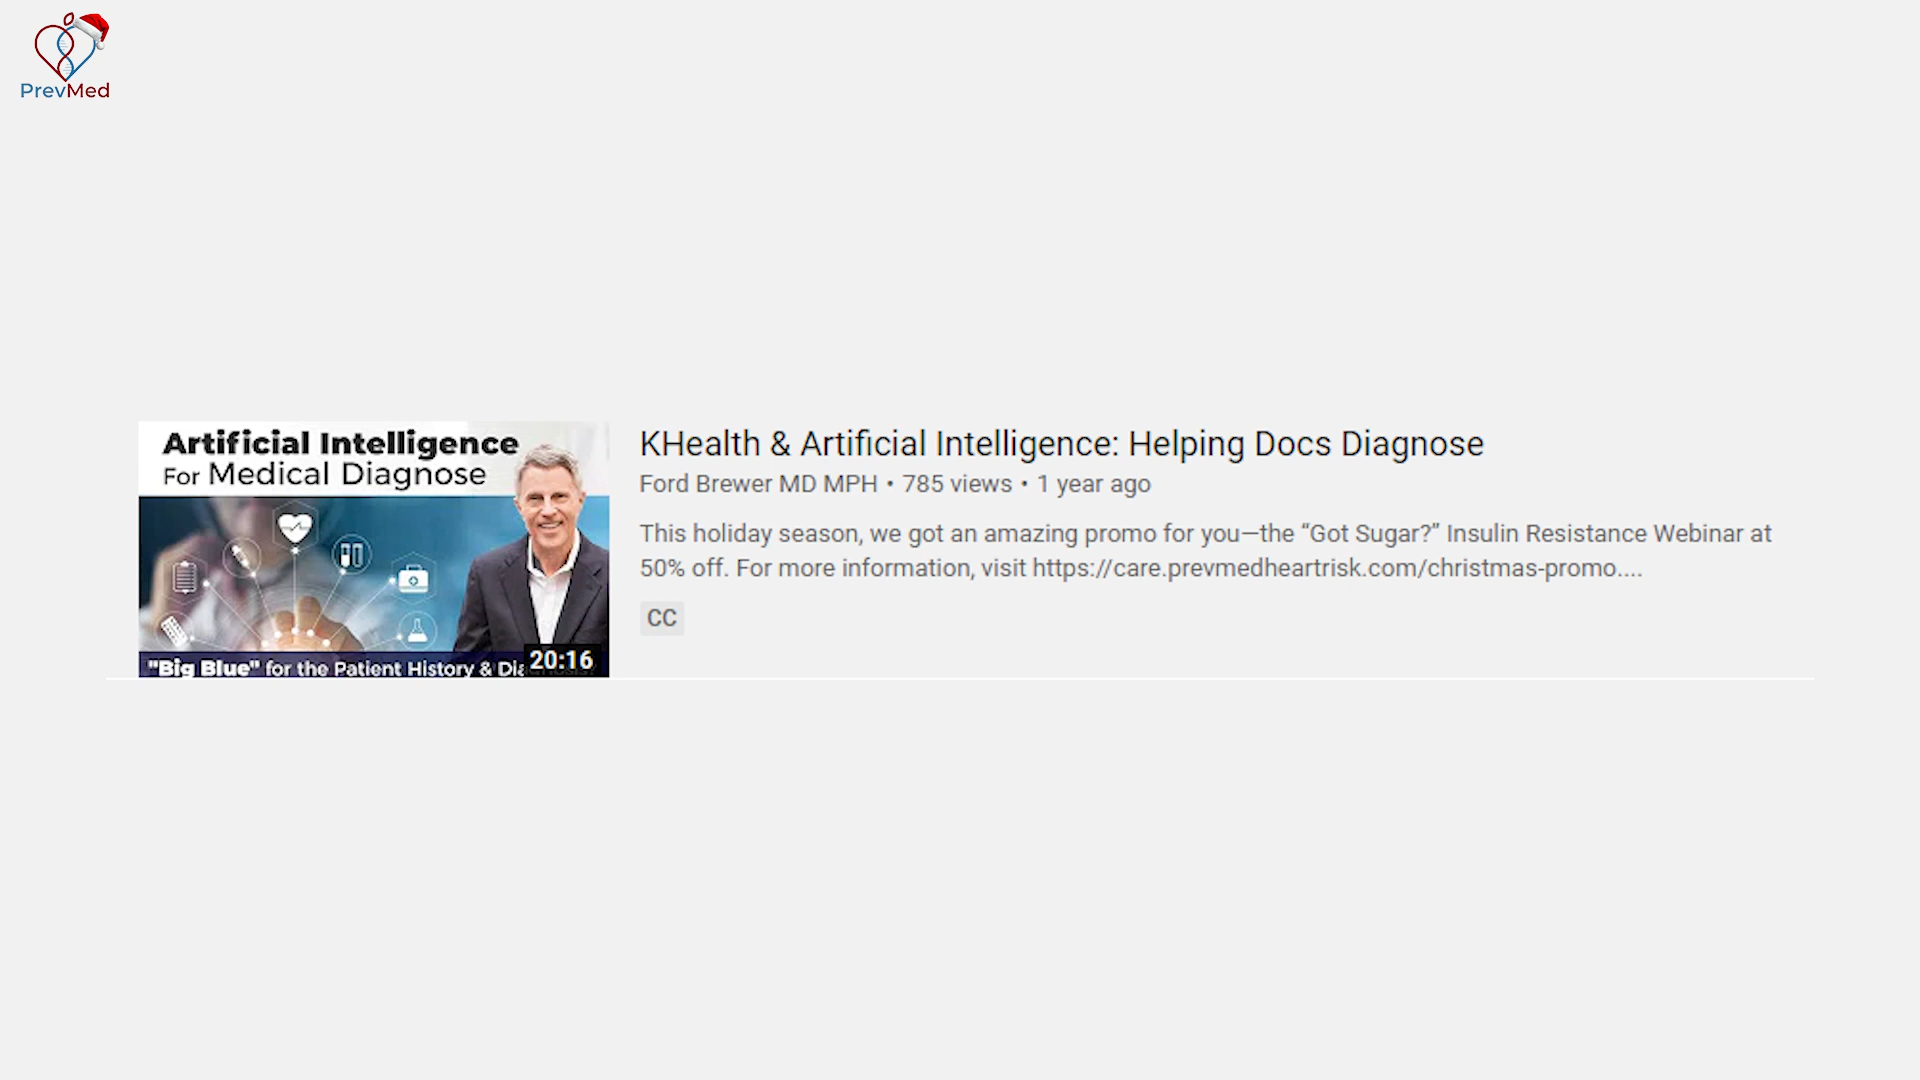 PrevMed
Artificial Intelligence
For Medical Diagnose
"Big Blue" for the Patient History & Dia
20:16
KHealth & Artificial Intelligence: Helping Docs Diagnose
Ford Brewer MD MPH • 785 views • 1 year ago
This holiday season, we got an amazing promo for you—the “Got Sugar?” Insulin Resistance Webinar at
50% off. For more information, visit https://care.prevmedheartrisk.com/christmas-promo....
CC